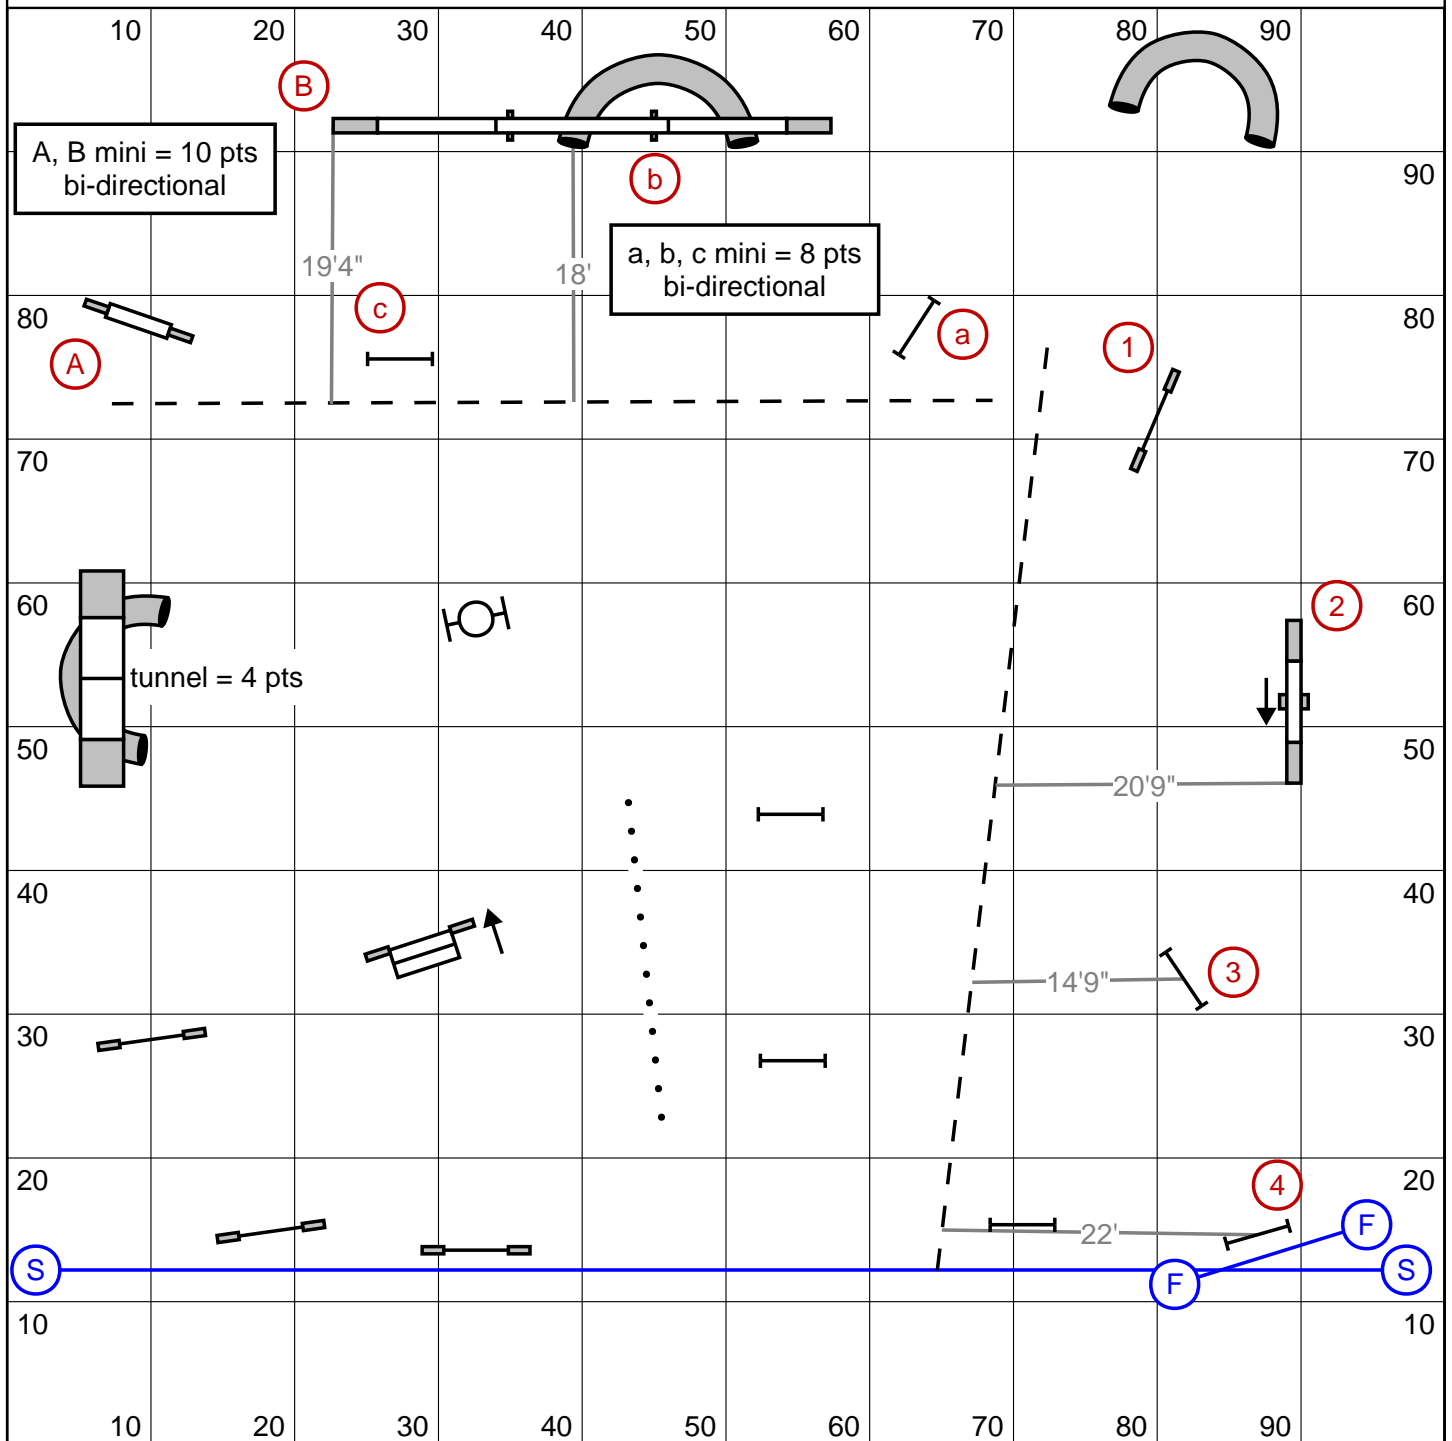 10 20 30 40 50 60 70 80 90
B
A, B mini = 10 pts
bi-directional
90
b
a, b, c mini = 8 pts
bi-directional
19'4"
18'
c
80
80
a
1
A
70
70
60
2
60
tunnel = 4 pts
50
50
20'9"
40
40
3
14'9"
30
30
20
4
20
F
22'
S
F
S
10
10
10 20 30 40 50 60 70 80 90